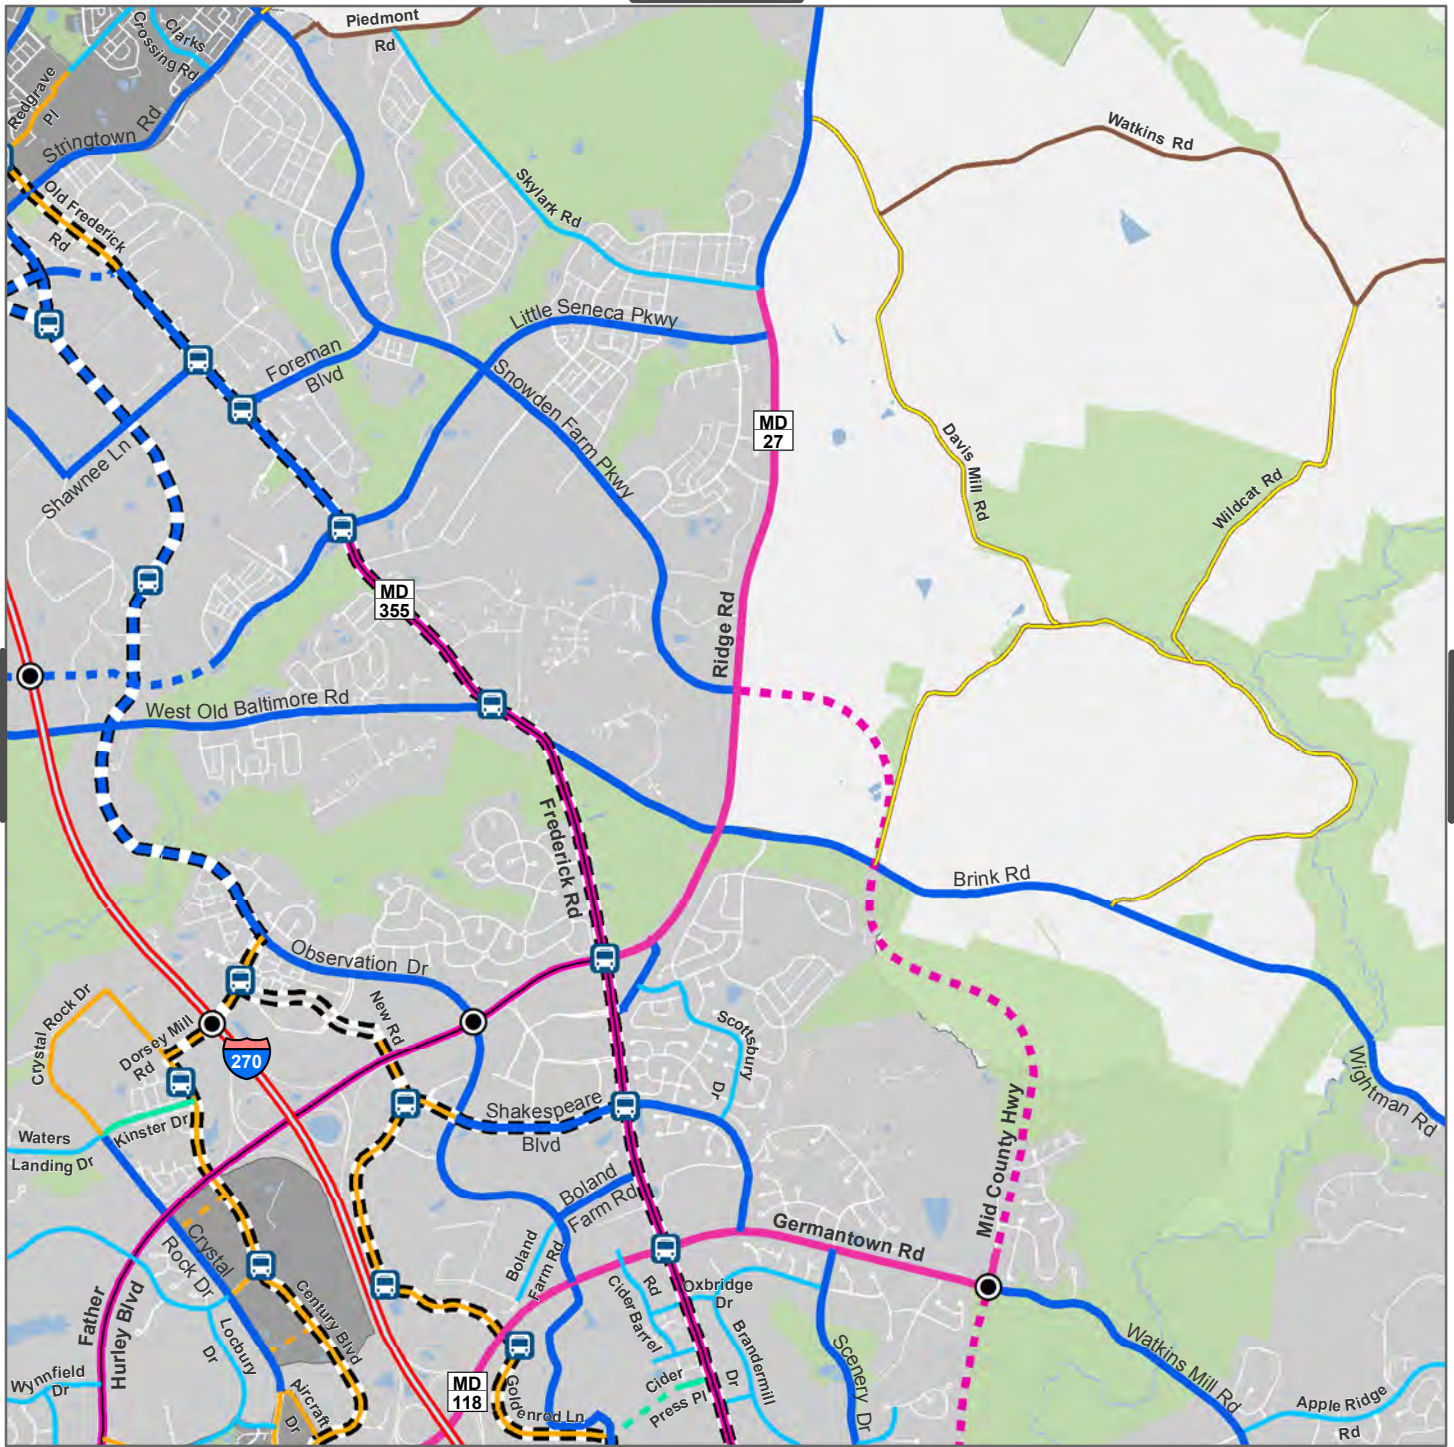 Piedmont
Rd
Clarks
Crossing Rd
Redgrave
Pl
Stringtown Rd
Watkins Rd
Old Frederick
Rd
Skylark Rd
Little Seneca Pkwy
Foreman
Blvd
Snowden Farm Pkwy
MD
27
Shawnee Ln
Davis Mill Rd
Wildcat Rd
MD
355
Ridge Rd
West Old Baltimore Rd
Frederick Rd
Brink Rd
Observation Dr
Crystal Rock Dr
New Rd
Dorsey Mill
Rd
270
Scottsbury
Dr
Wightman Rd
Mid County Hwy
Shakespeare
Blvd
Kinster Dr
Waters
Landing Dr
Boland
Farm Rd
Germantown Rd
Crystal
Rock Dr
Boland
Farm Rd
Father
Hurley Blvd
Century Blvd
Locbury
Dr
Cider Barrel
Rd
Oxbridge
Dr
Brandermill
Dr
Scenery Dr
Watkins Mill Rd
Wynnfield
Dr
Aircraft
Dr
MD
118
Goldenrod Ln
Cider
Press Pl
Apple Ridge
Rd